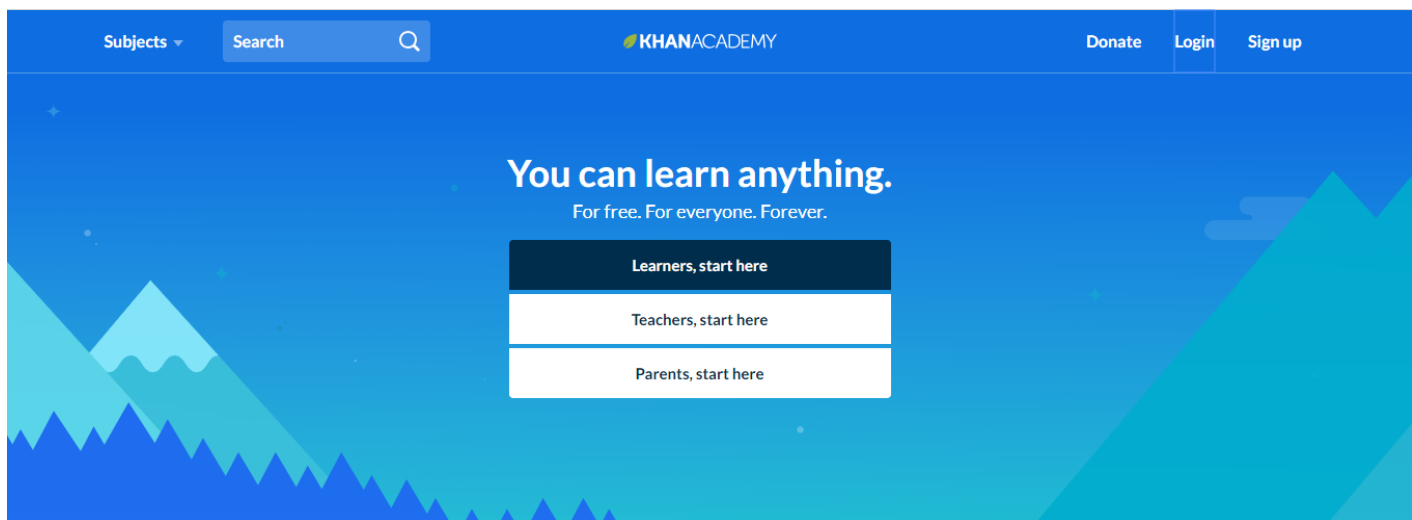 Subjects
Search
KHANACADEMY
Donate
Login
Sign up
You can learn anything.
For free. For everyone. Forever.
Learners, start here
Teachers, start here
Parents, start here